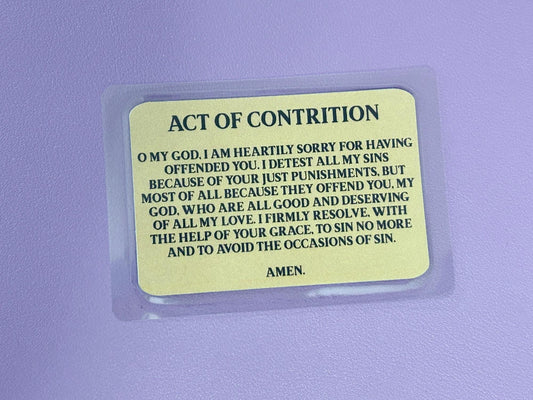 ACT OF CONTRITION
O MY GOD, I AM HEARTILY SORRY FOR HAVING
OFFENDED YOU. I DETEST ALL MY SINS
BECAUSE OF YOUR JUST PUNISHMENTS, BUT
MOST OF ALL BECAUSE THEY OFFEND YOU, MY
GOD, WHO ARE ALL GOOD AND DESERVING
OF ALL MY LOVE. I FIRMLY RESOLVE, WITH
THE HELP OF YOUR GRACE, TO SIN NO MORE
AND TO AVOID THE OCCASIONS OF SIN.
AMEN.